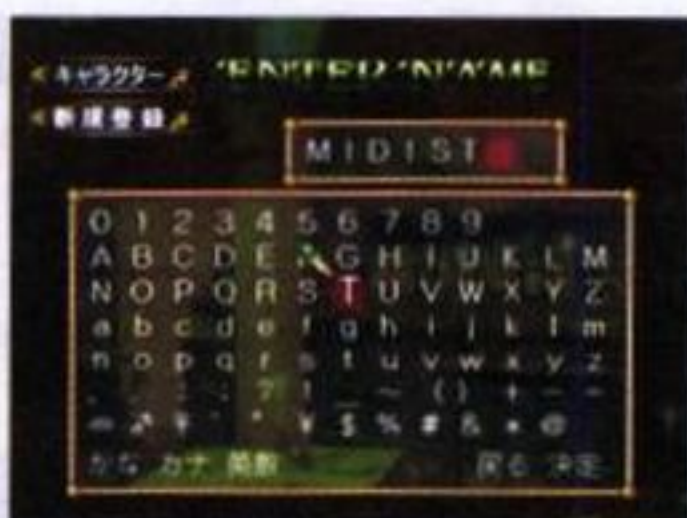 キャラクター
ENTER NAME
新規登録
MIDIST
0 1 2 3 4 5 6 7 8 9
A B C D E G H I J K L M
N O P Q R S T U V W X Y Z
a b c d e f g h i j k l m
n o p q r s t u v w x y z
? ! _ ~ ( ) + - -
¥ $ % # & * @
かな カナ 英数 戻る 決定